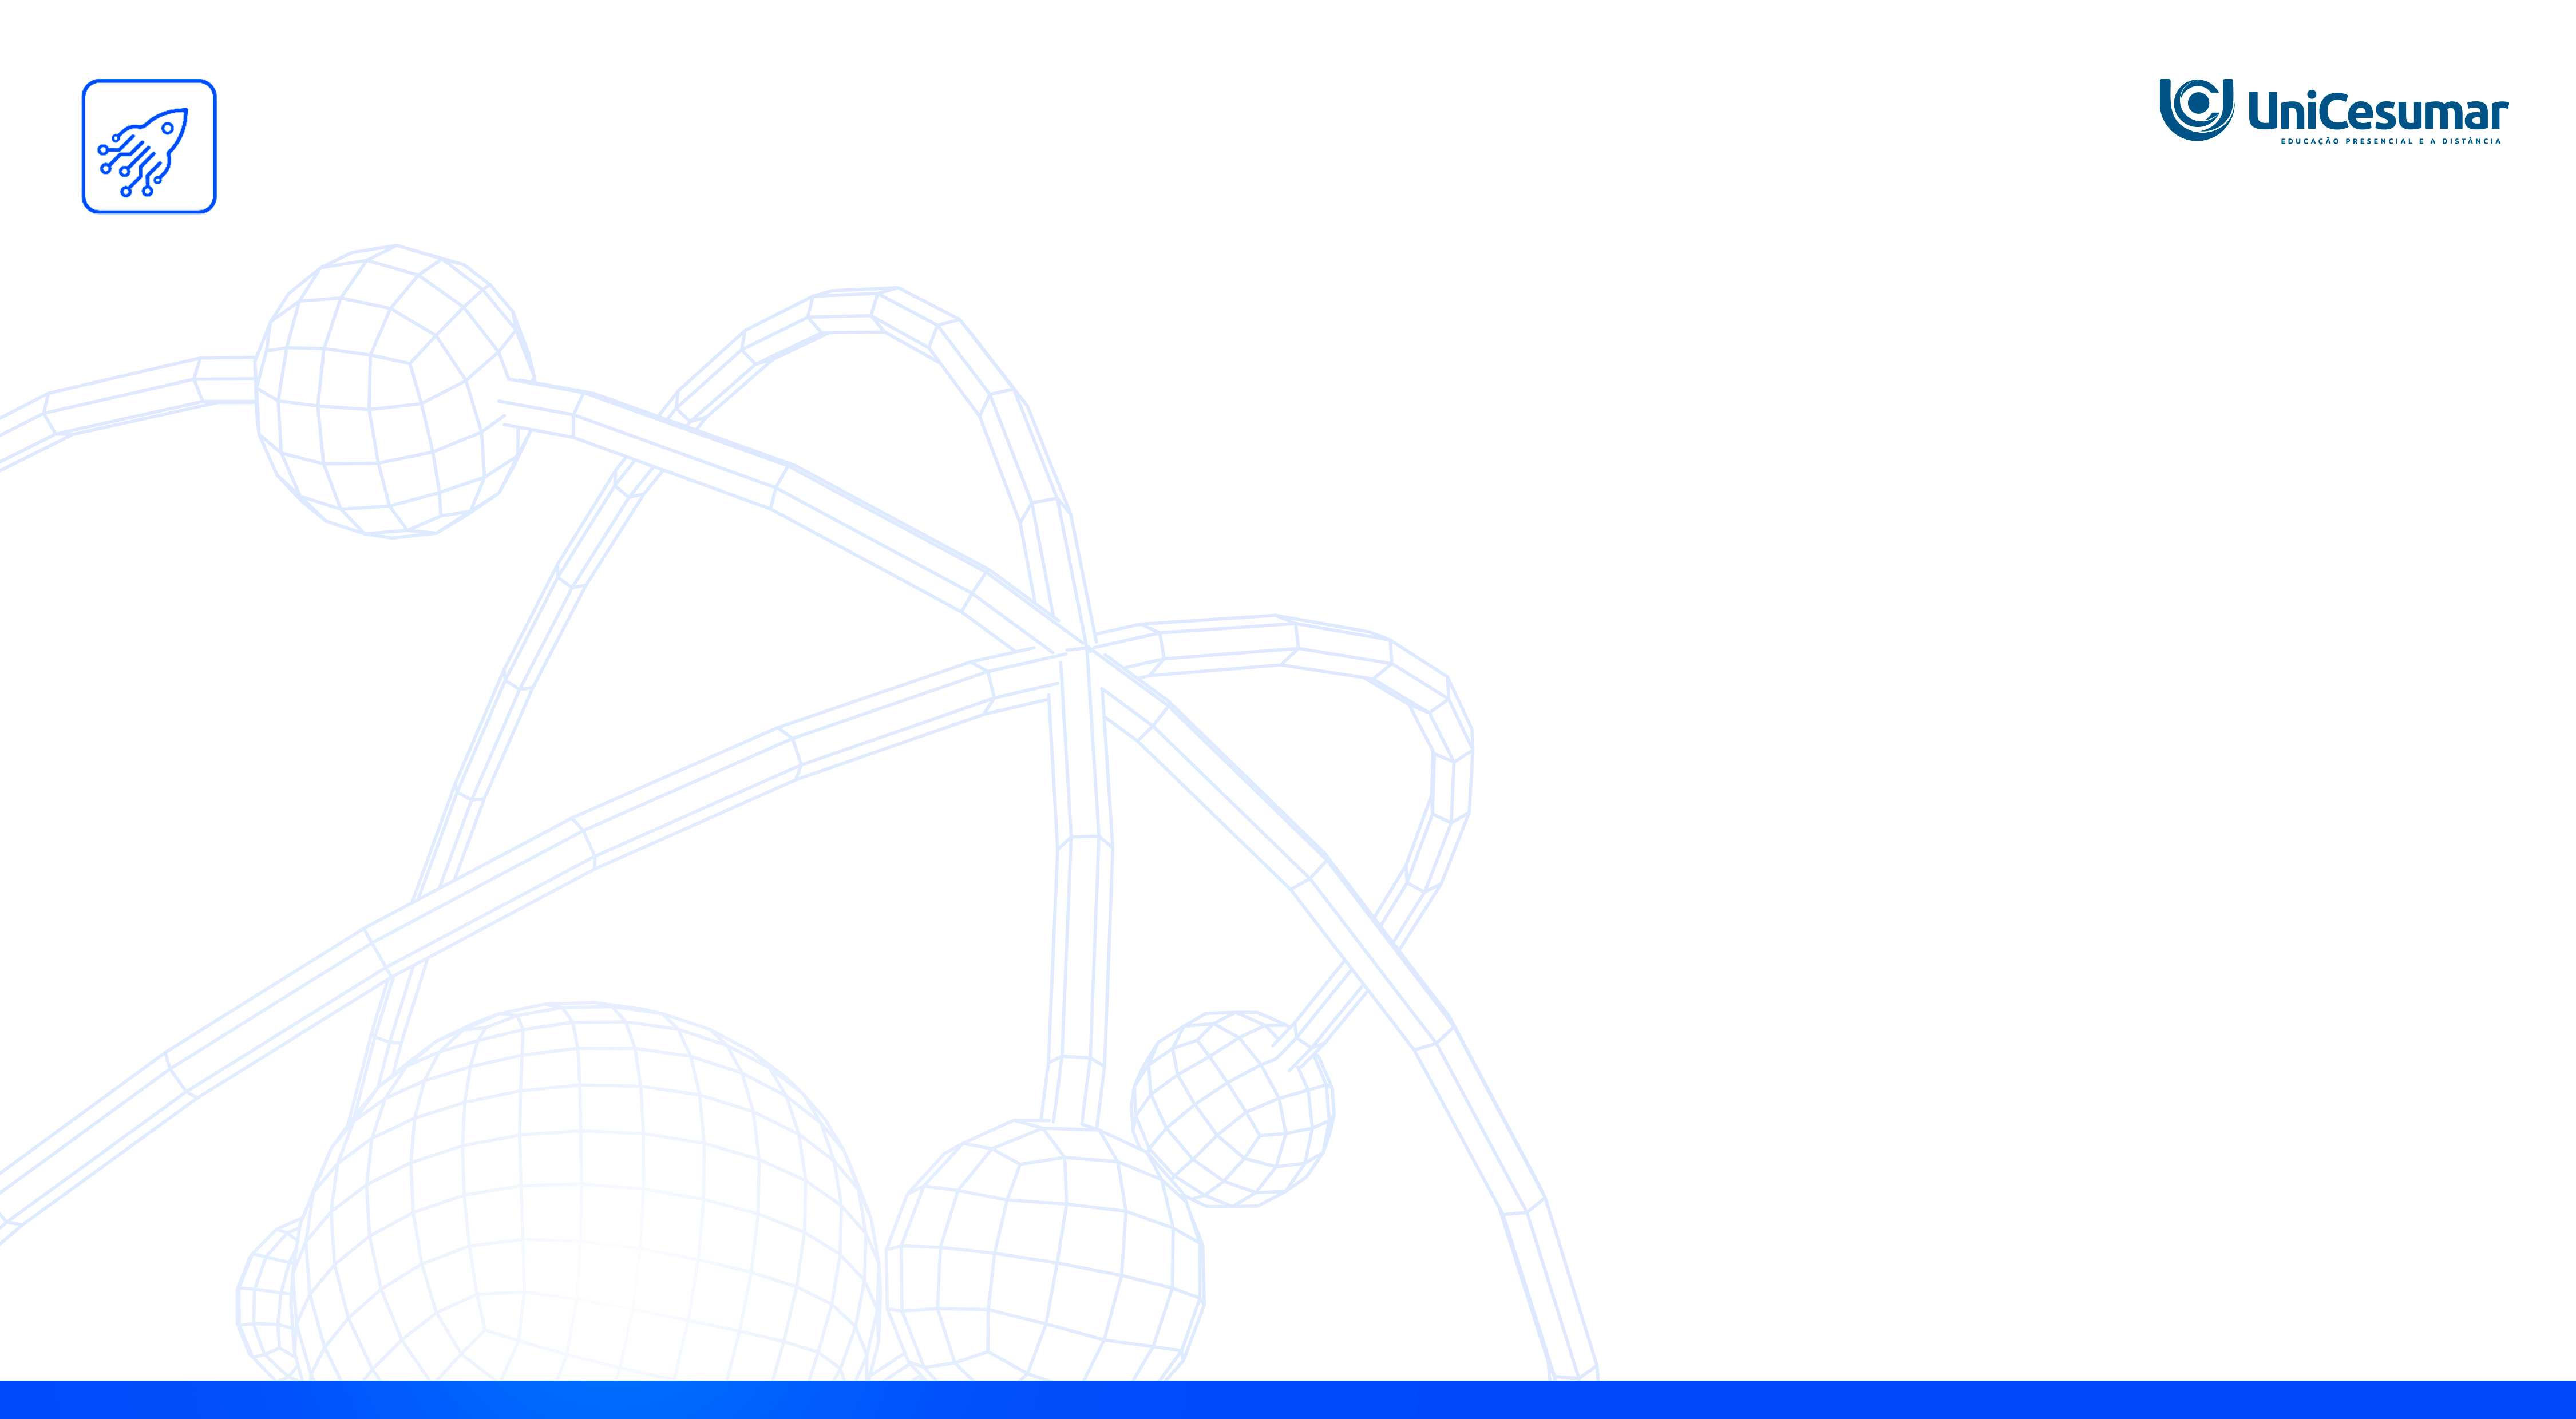 UniCesumar
EDUCAÇÃO PRESENCIAL E A DISTÂNCIA